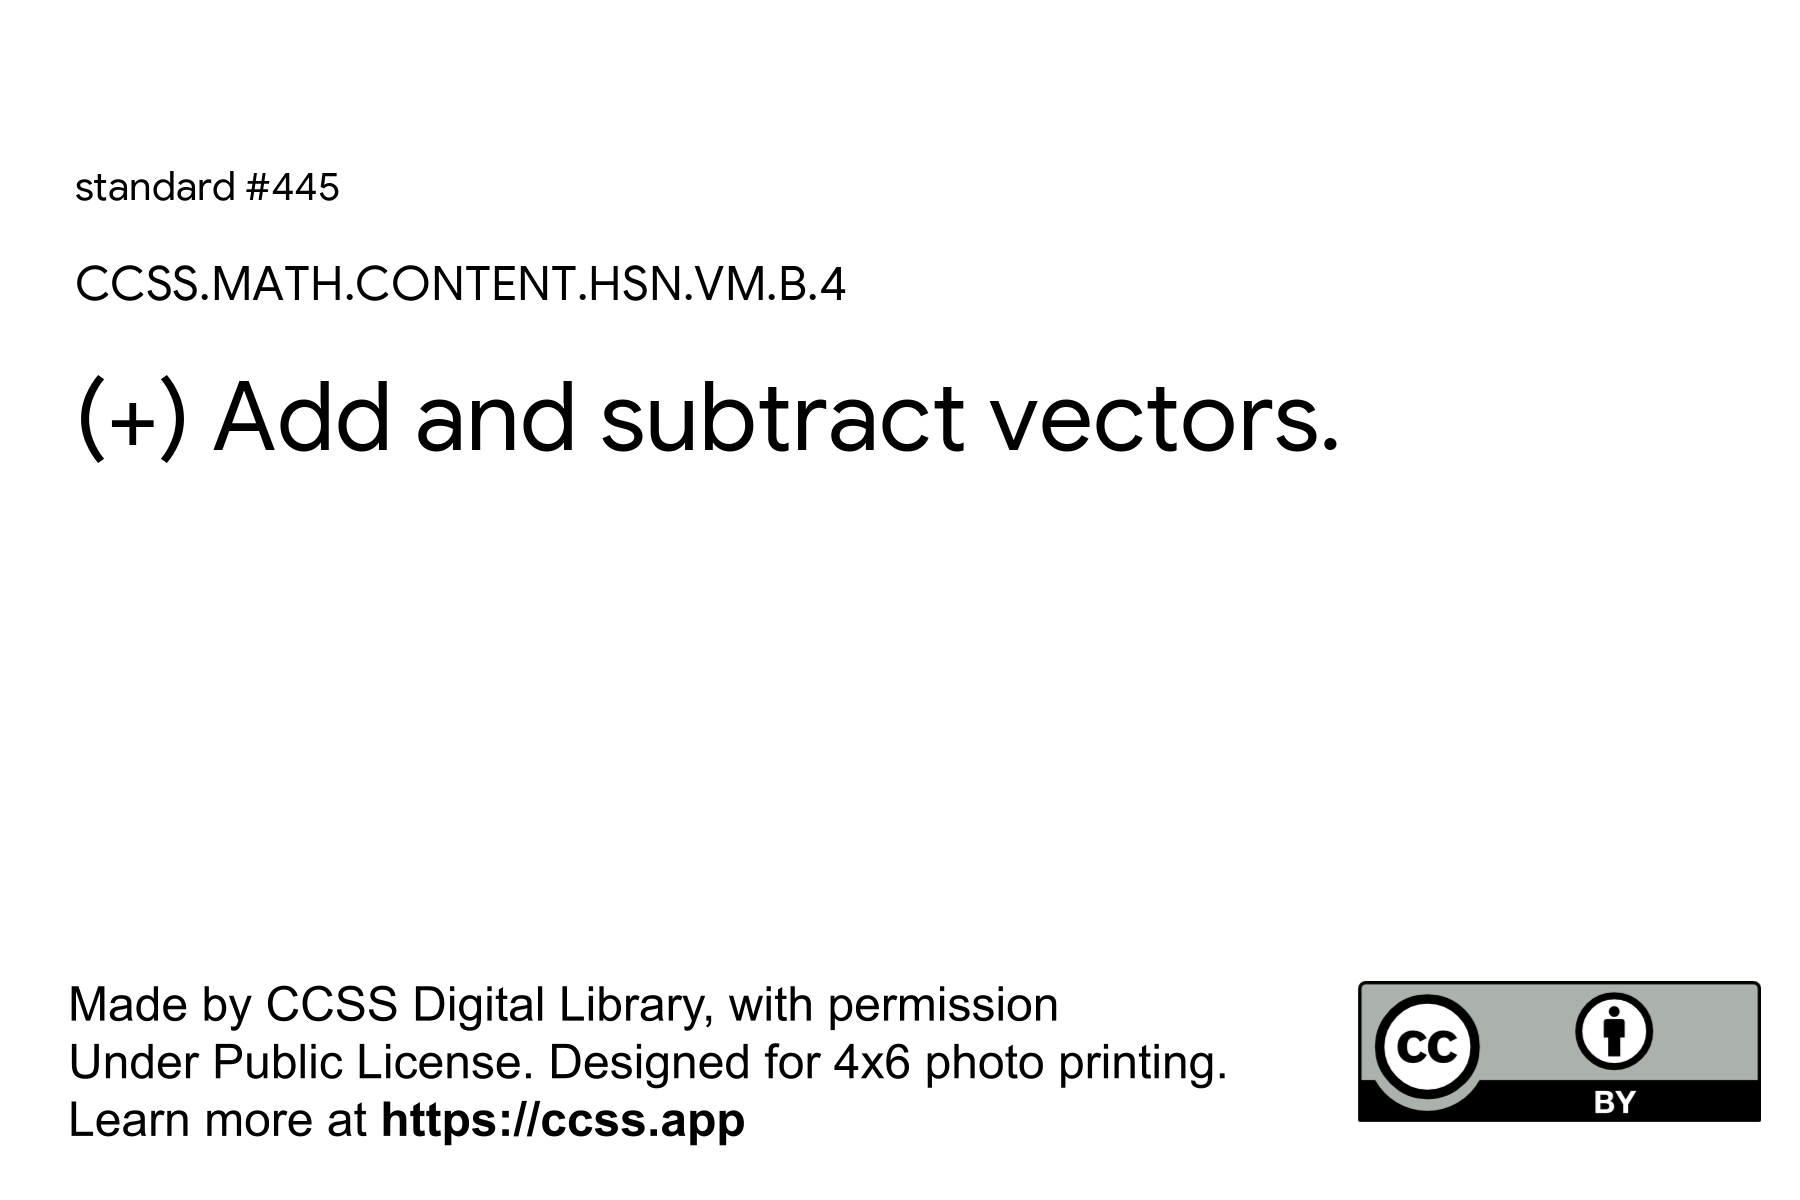 standard #445
CCSS.MATH.CONTENT.HSN.VM.B.4
(+) Add and subtract vectors.
Made by CCSS Digital Library, with permission
Under Public License. Designed for 4x6 photo printing.
Learn more at https://ccss.app
CC
BY